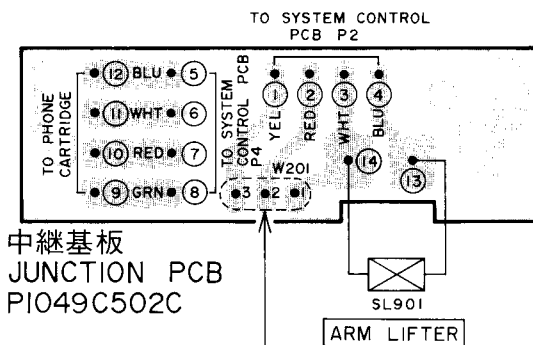 TO SYSTEM CONTROL
PCB P2
TO PHONE
CARTRIDGE
12 BLU 5
11 WHT 6
10 RED 7
9 GRN 8
TO SYSTEM
CONTROL PCB
P4
1 2 3 4
YEL RED WHT BLU
W201
3 2 1
14
13
中継基板
JUNCTION PCB
P1049C502C
SL901
ARM LIFTER